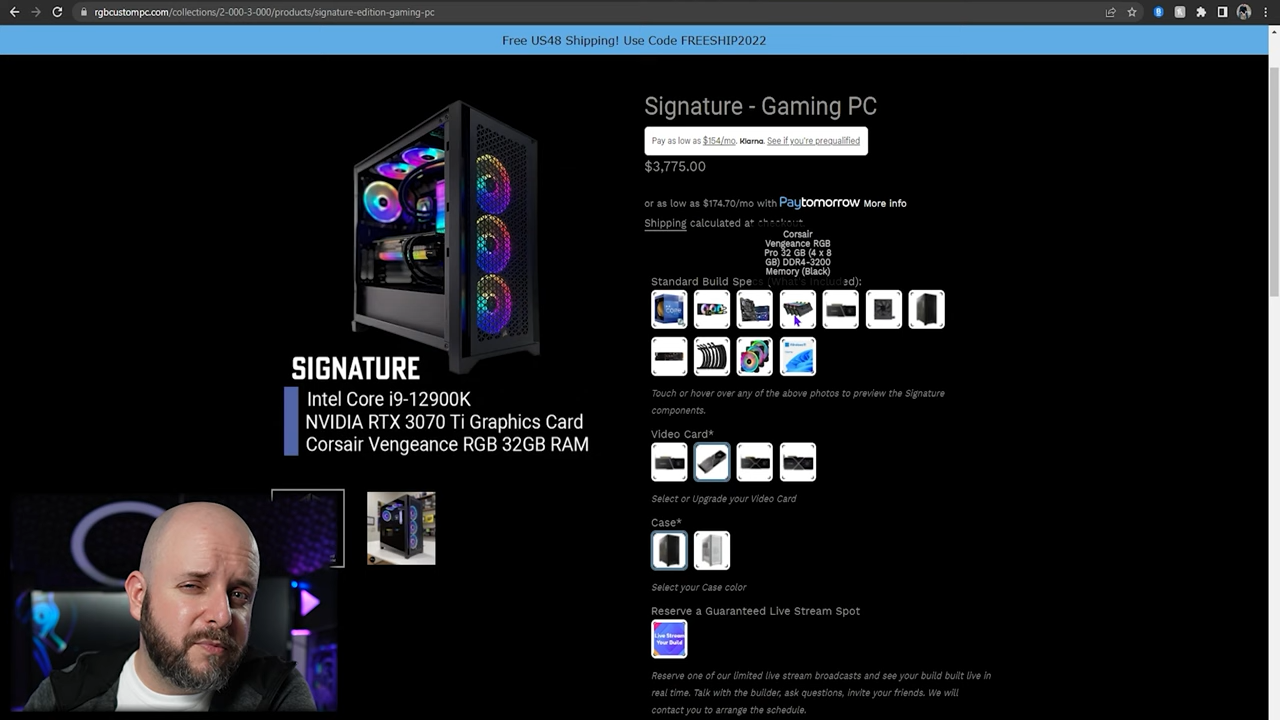 rgbcustompc.com/collections/2-000-3-000/products/signature-edition-gaming-pc
Free US48 Shipping! Use Code FREESHIP2022
Signature - Gaming PC
Pay as low as $154/mo. Klarna. See if you're prequalified
$3,775.00
or as low as $174.70/mo with Paytomorrow More info
Shipping calculated at checkout.
Corsair
Vengeance RGB
Pro 32 GB (4 x 8
GB) DDR4-3200
Memory (Black)
Standard Build Specs (What's Included):
Touch or hover over any of the above photos to preview the Signature
components.
SIGNATURE
Intel Core i9-12900K
NVIDIA RTX 3070 Ti Graphics Card
Corsair Vengeance RGB 32GB RAM
Video Card*
Select or Upgrade your Video Card
Case*
Select your Case color
Reserve a Guaranteed Live Stream Spot
Live Stream
Your Build
Reserve one of our limited live stream broadcasts and see your build built live in
real time. Talk with the builder, ask questions, invite your friends. We will
contact you to arrange the schedule.